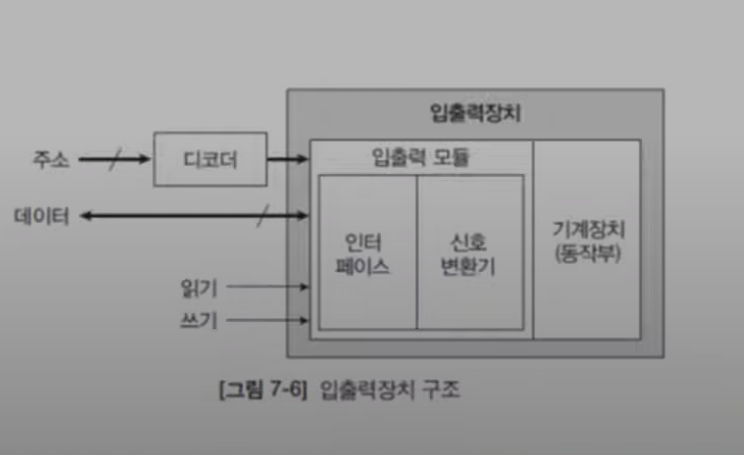 입출력장치
주소
디코더
입출력 모듈
데이터
인터
페이스
신호
변환기
기계장치
(동작부)
읽기
쓰기
[그림 7-6] 입출력장치 구조